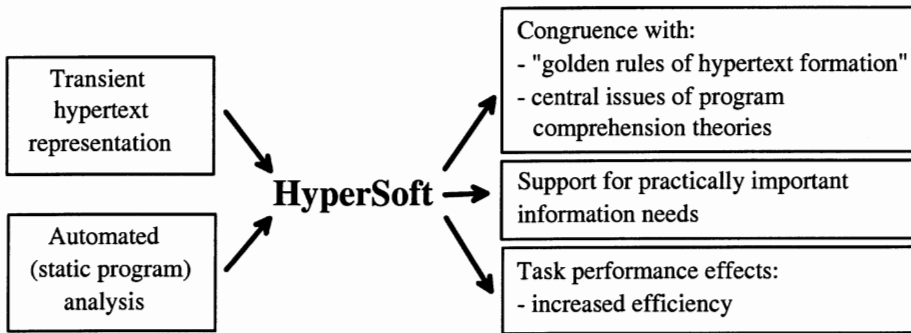 Transient
hypertext
representation
Automated
(static program)
analysis
HyperSoft
Congruence with:
- "golden rules of hypertext formation"
- central issues of program
comprehension theories
Support for practically important
information needs
Task performance effects:
- increased efficiency